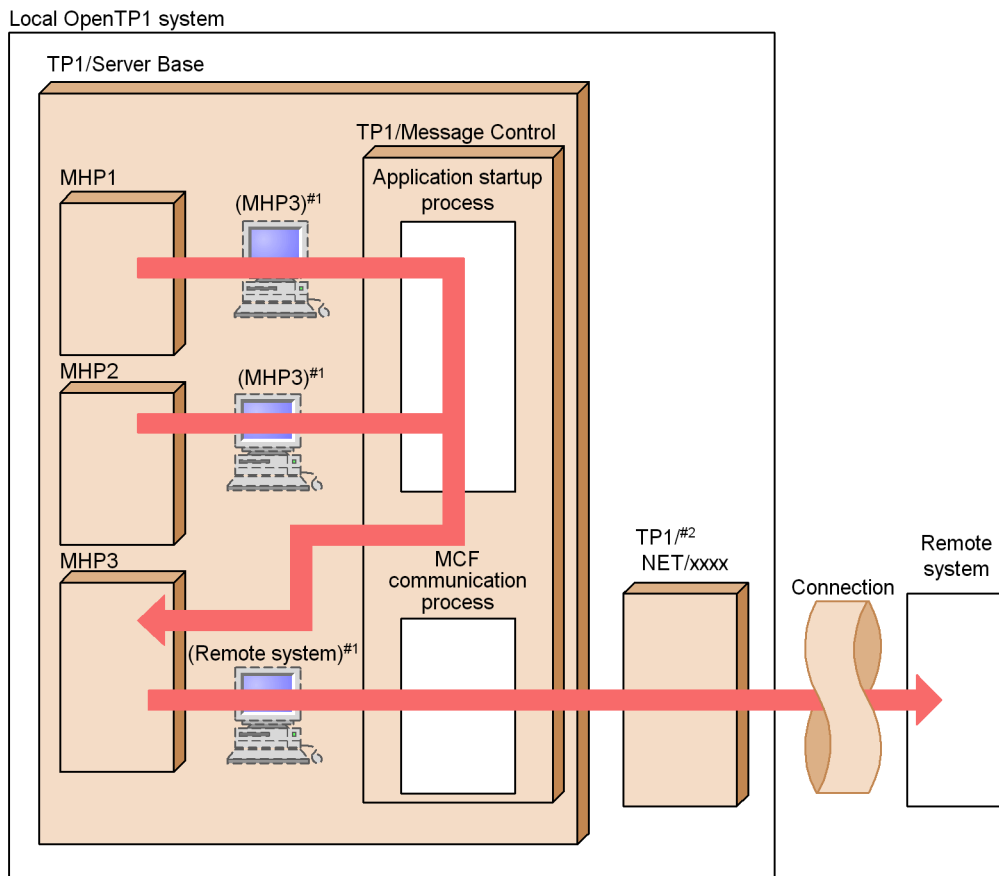 Local OpenTP1 system
TP1/Server Base
TP1/Message Control
MHP1
(MHP3)#1
Application startup
process
MHP2
(MHP3)#1
MHP3
(Remote system)#1
MCF
communication
process
TP1/#2
NET/xxxx
Connection
Remote
system